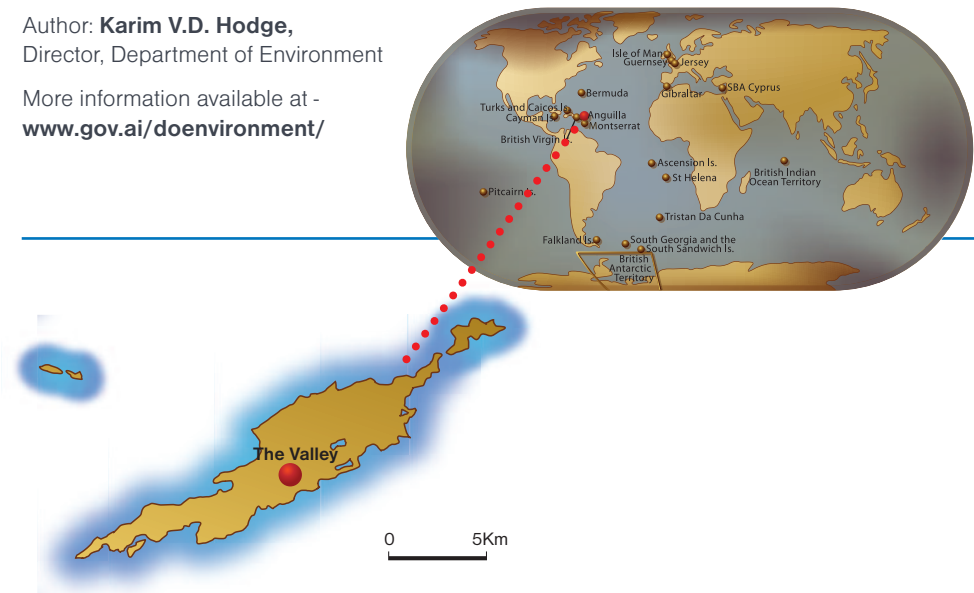 Author: Karim V.D. Hodge,
Director, Department of Environment
More information available at -
www.gov.ai/doenvironment/
Isle of Man
Guernsey
Jersey
Bermuda
Gibraltar
SBA Cyprus
Turks and Caicos Is.
Cayman Is.
Anguilla
Montserrat
British Virgin Is.
Ascension Is.
St Helena
British Indian
Ocean Territory
Pitcairn Is.
Tristan Da Cunha
Falkland Is.
South Georgia and the
South Sandwich Is.
British
Antarctic
Territory
The Valley
0 5Km